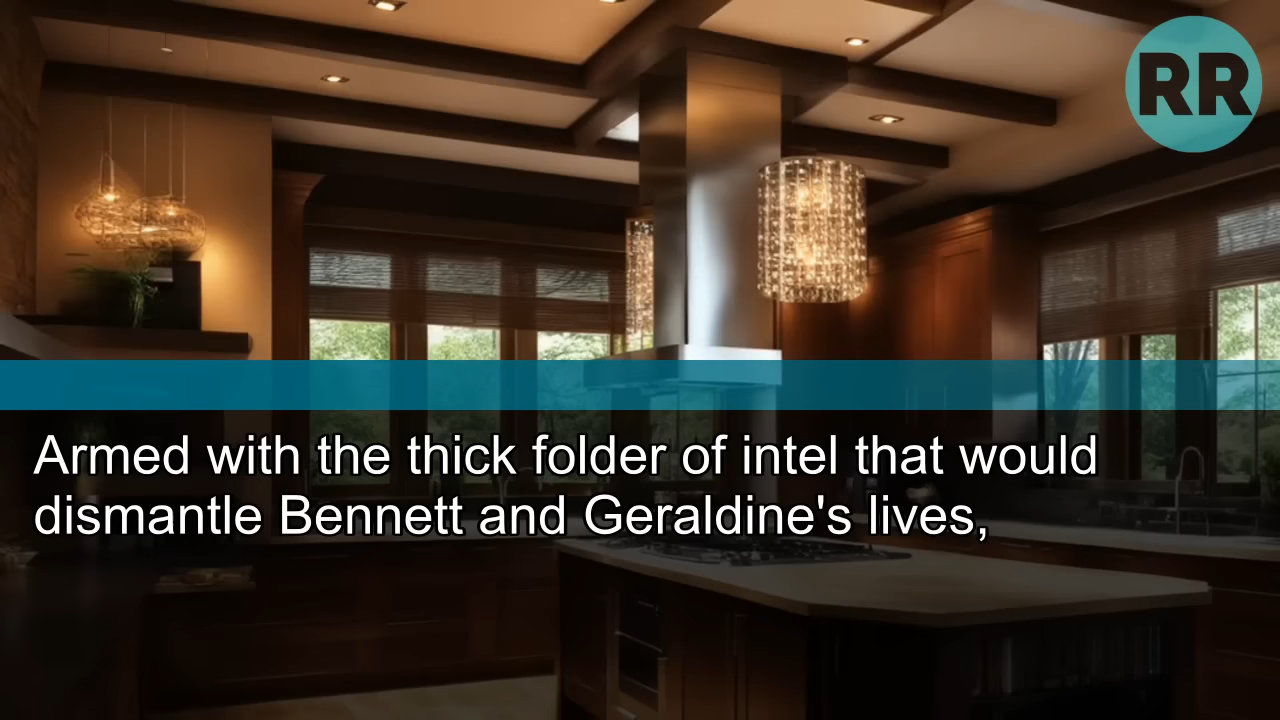 RR
Armed with the thick folder of intel that would
dismantle Bennett and Geraldine's lives,